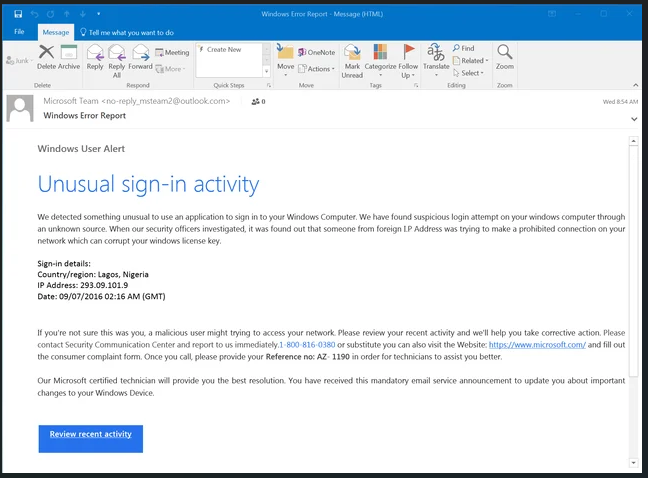 Windows Error Report - Message (HTML)
File
Message
Tell me what you want to do
Junk
Delete
Archive
Reply
Reply All
Forward
Meeting
More
Create New
Move
OneNote
Actions
Mark Unread
Categorize
Follow Up
Translate
Find
Related
Select
Zoom
Delete
Respond
Quick Steps
Move
Tags
Editing
Zoom
Microsoft Team <no-reply_msteam2@outlook.com>
0
Wed 8:54 AM
Windows Error Report
Windows User Alert
Unusual sign-in activity
We detected something unusual to use an application to sign in to your Windows Computer. We have found suspicious login attempt on your windows computer through
an unknown source. When our security officers investigated, it was found out that someone from foreign I.P Address was trying to make a prohibited connection on your
network which can corrupt your windows license key.
Sign-in details:
Country/region: Lagos, Nigeria
IP Address: 293.09.101.9
Date: 09/07/2016 02:16 AM (GMT)
If you're not sure this was you, a malicious user might trying to access your network. Please review your recent activity and we'll help you take corrective action. Please
contact Security Communication Center and report to us immediately.1-800-816-0380 or substitute you can also visit the Website: https://www.microsoft.com/ and fill out
the consumer complaint form. Once you call, please provide your Reference no: AZ- 1190 in order for technicians to assist you better.
Our Microsoft certified technician will provide you the best resolution. You have received this mandatory email service announcement to update you about important
changes to your Windows Device.
Review recent activity